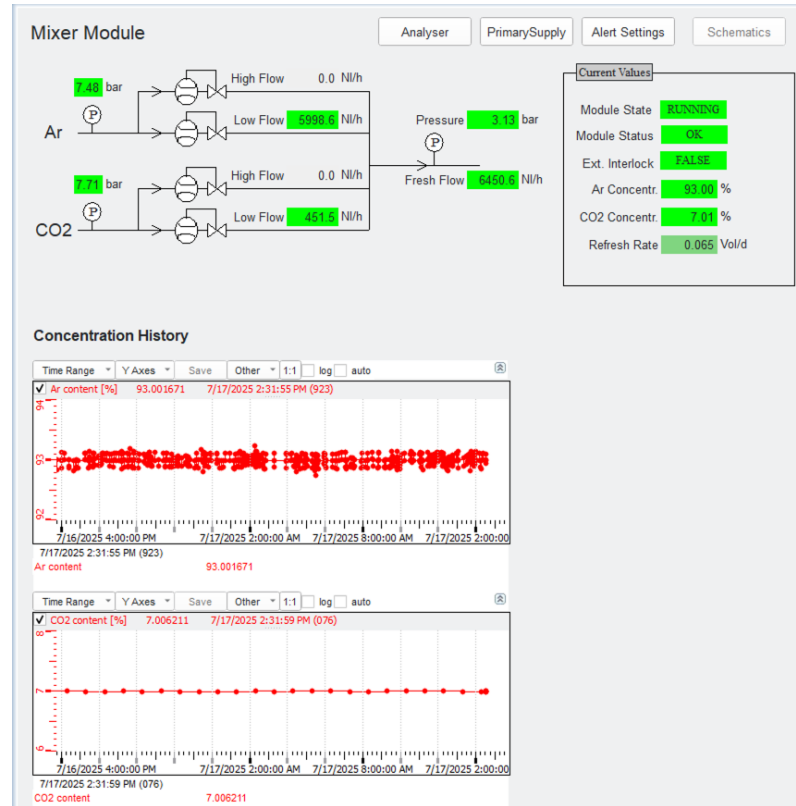 Mixer Module
Analyser
PrimarySupply
Alert Settings
Schematics
7.48 bar
High Flow 0.0 Nl/h
P
Ar
Low Flow 5998.6 Nl/h
7.71 bar
High Flow 0.0 Nl/h
P
CO2
Low Flow 451.5 Nl/h
Pressure 3.13 bar
P
Fresh Flow 6450.6 Nl/h
Current Values
Module State RUNNING
Module Status OK
Ext. Interlock FALSE
Ar Concentr. 93.00 %
CO2 Concentr. 7.01 %
Refresh Rate 0.065 Vol/d
Concentration History
Time Range Y Axes Save Other 1:1 log auto
Ar content [%] 93.001671 7/17/2025 2:31:55 PM (923)
94
93
92
7/16/2025 4:00:00 PM 7/17/2025 2:00:00 AM 7/17/2025 8:00:00 AM 7/17/2025 2:00:00
7/17/2025 2:31:55 PM (923)
Ar content 93.001671
Time Range Y Axes Save Other 1:1 log auto
CO2 content [%] 7.006211 7/17/2025 2:31:59 PM (076)
8
7
6
7/16/2025 4:00:00 PM 7/17/2025 2:00:00 AM 7/17/2025 8:00:00 AM 7/17/2025 2:00:00
7/17/2025 2:31:59 PM (076)
CO2 content 7.006211